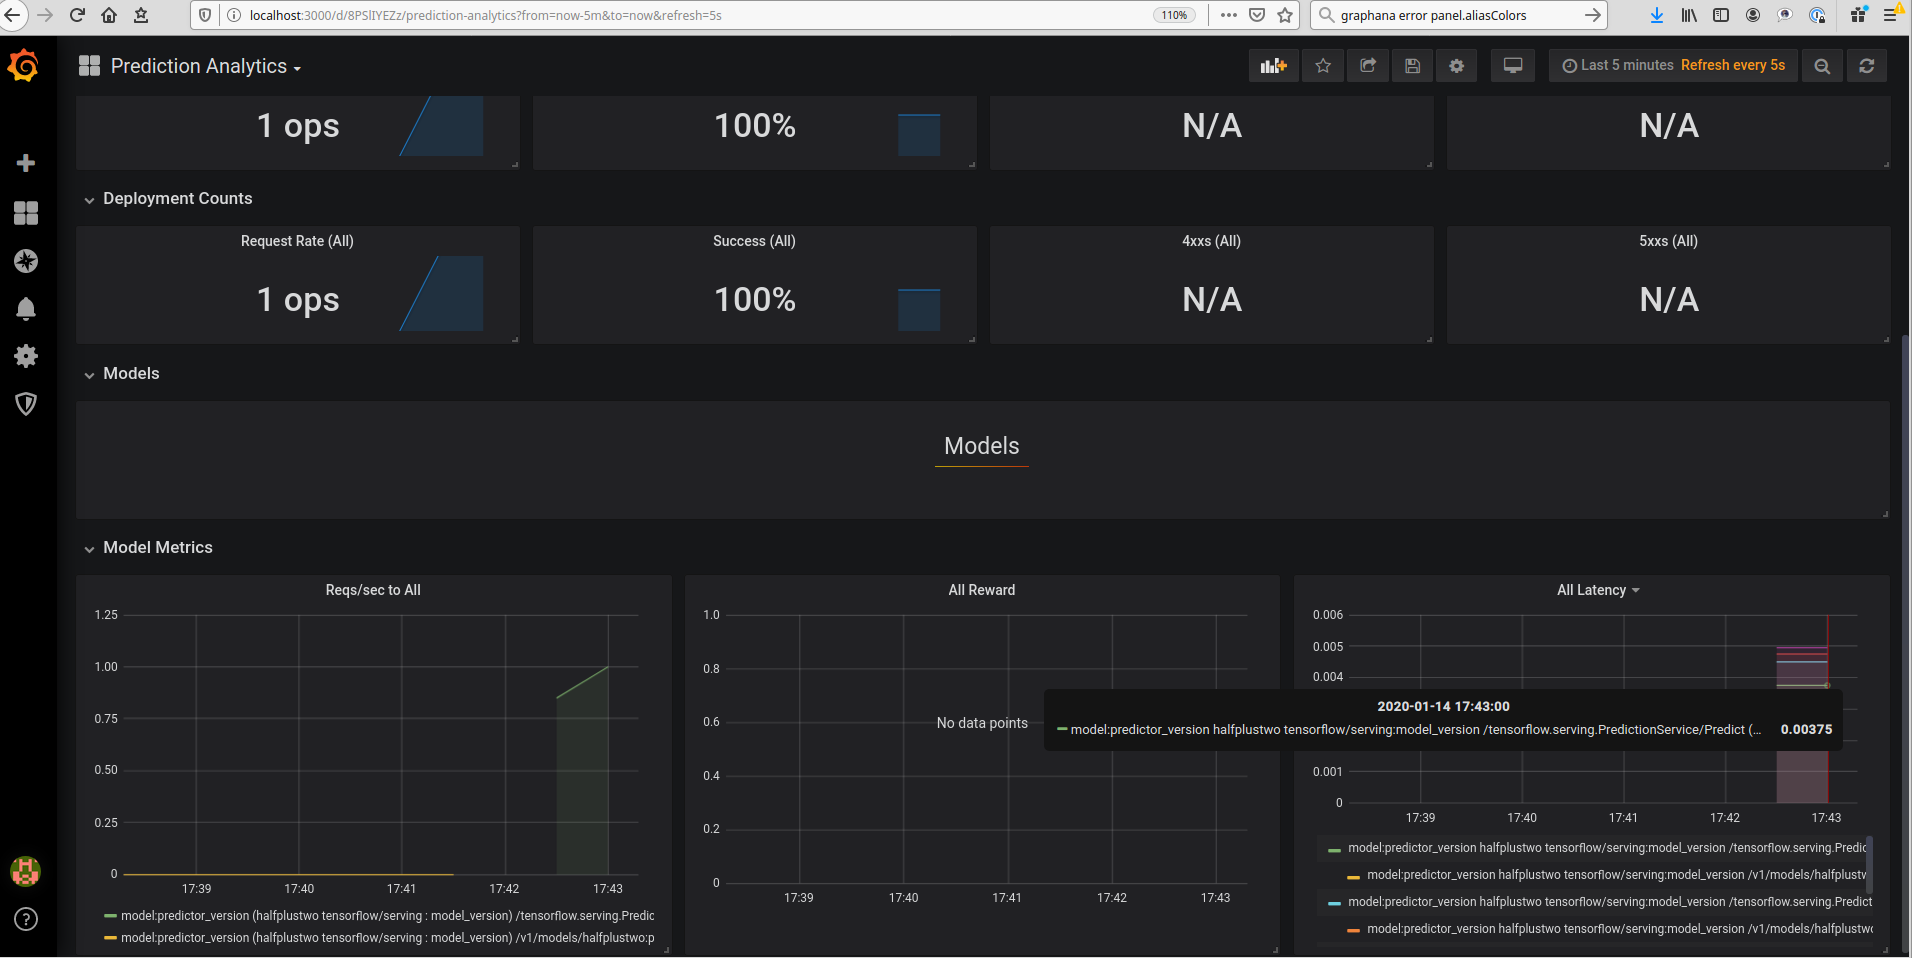 localhost:3000/d/8PSlIYEZz/prediction-analytics?from=now-5m&to=now&refresh=5s
110%
graphana error panel.aliasColors
Prediction Analytics
Last 5 minutes Refresh every 5s
1 ops
100%
N/A
N/A
Deployment Counts
Request Rate (All)
Success (All)
4xxs (All)
5xxs (All)
1 ops
100%
N/A
N/A
Models
Models
Model Metrics
Reqs/sec to All
1.25
1.00
0.75
0.50
0.25
0
17:39
17:40
17:41
17:42
17:43
model:predictor_version (halfplustwo tensorflow/serving : model_version) /tensorflow.serving.Predic
model:predictor_version (halfplustwo tensorflow/serving : model_version) /v1/models/halfplustwo:p
All Reward
1.0
0.8
0.6
0.4
0.2
0
No data points
17:39
17:40
17:41
17:42
17:43
All Latency
0.006
0.005
0.004
2020-01-14 17:43:00
model:predictor_version halfplustwo tensorflow/serving:model_version /tensorflow.serving.PredictionService/Predict (... 0.00375
0.001
0
17:39
17:40
17:41
17:42
17:43
model:predictor_version halfplustwo tensorflow/serving:model_version /tensorflow.serving.Predic
model:predictor_version halfplustwo tensorflow/serving:model_version /v1/models/halfplustw
model:predictor_version halfplustwo tensorflow/serving:model_version /tensorflow.serving.Predict
model:predictor_version halfplustwo tensorflow/serving:model_version /v1/models/halfplustwo